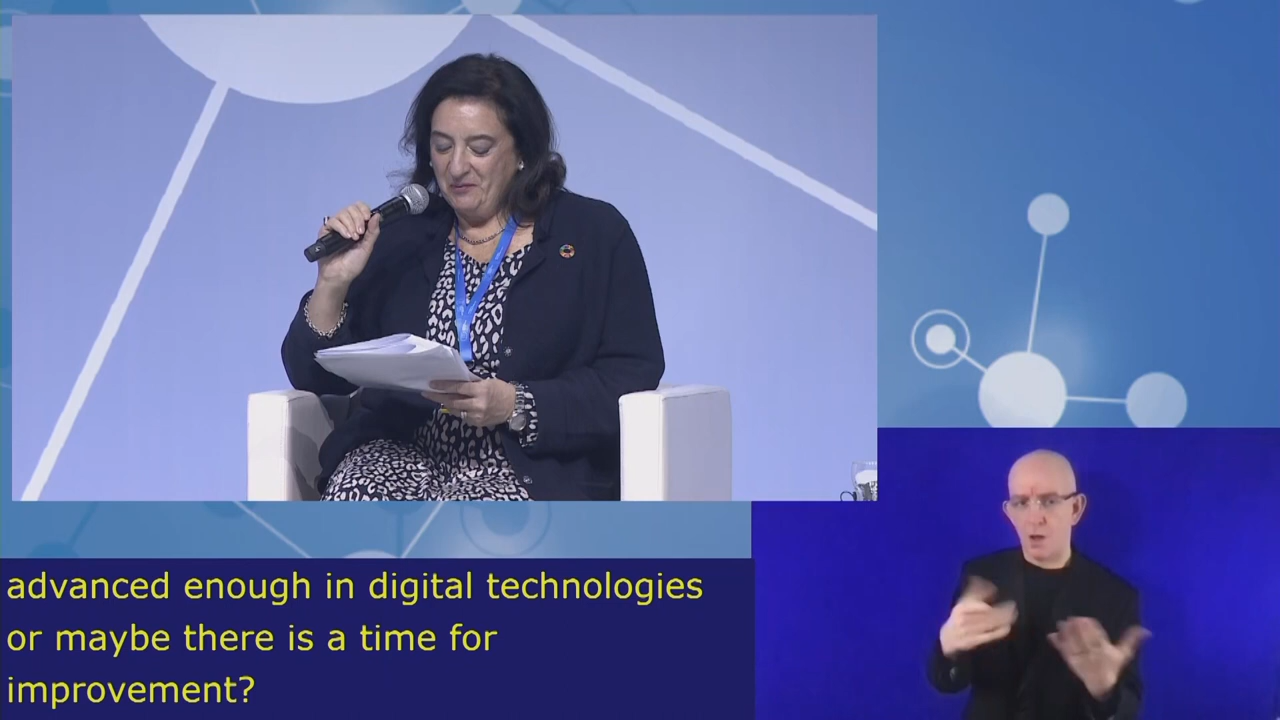 advanced enough in digital technologies
or maybe there is a time for
improvement?